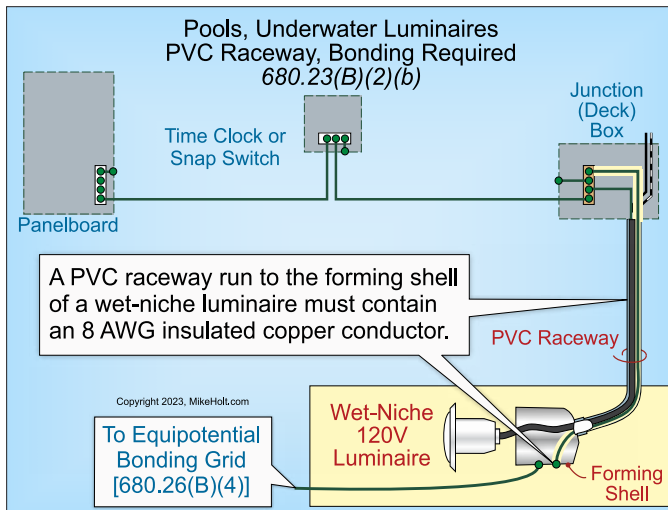 Pools, Underwater Luminaires
PVC Raceway, Bonding Required
680.23(B)(2)(b)
Junction
(Deck)
Box
Time Clock or
Snap Switch
Panelboard
A PVC raceway run to the forming shell
of a wet-niche luminaire must contain
an 8 AWG insulated copper conductor.
PVC Raceway
Copyright 2023, MikeHolt.com
Wet-Niche
120V
Luminaire
To Equipotential
Bonding Grid
[680.26(B)(4)]
Forming
Shell